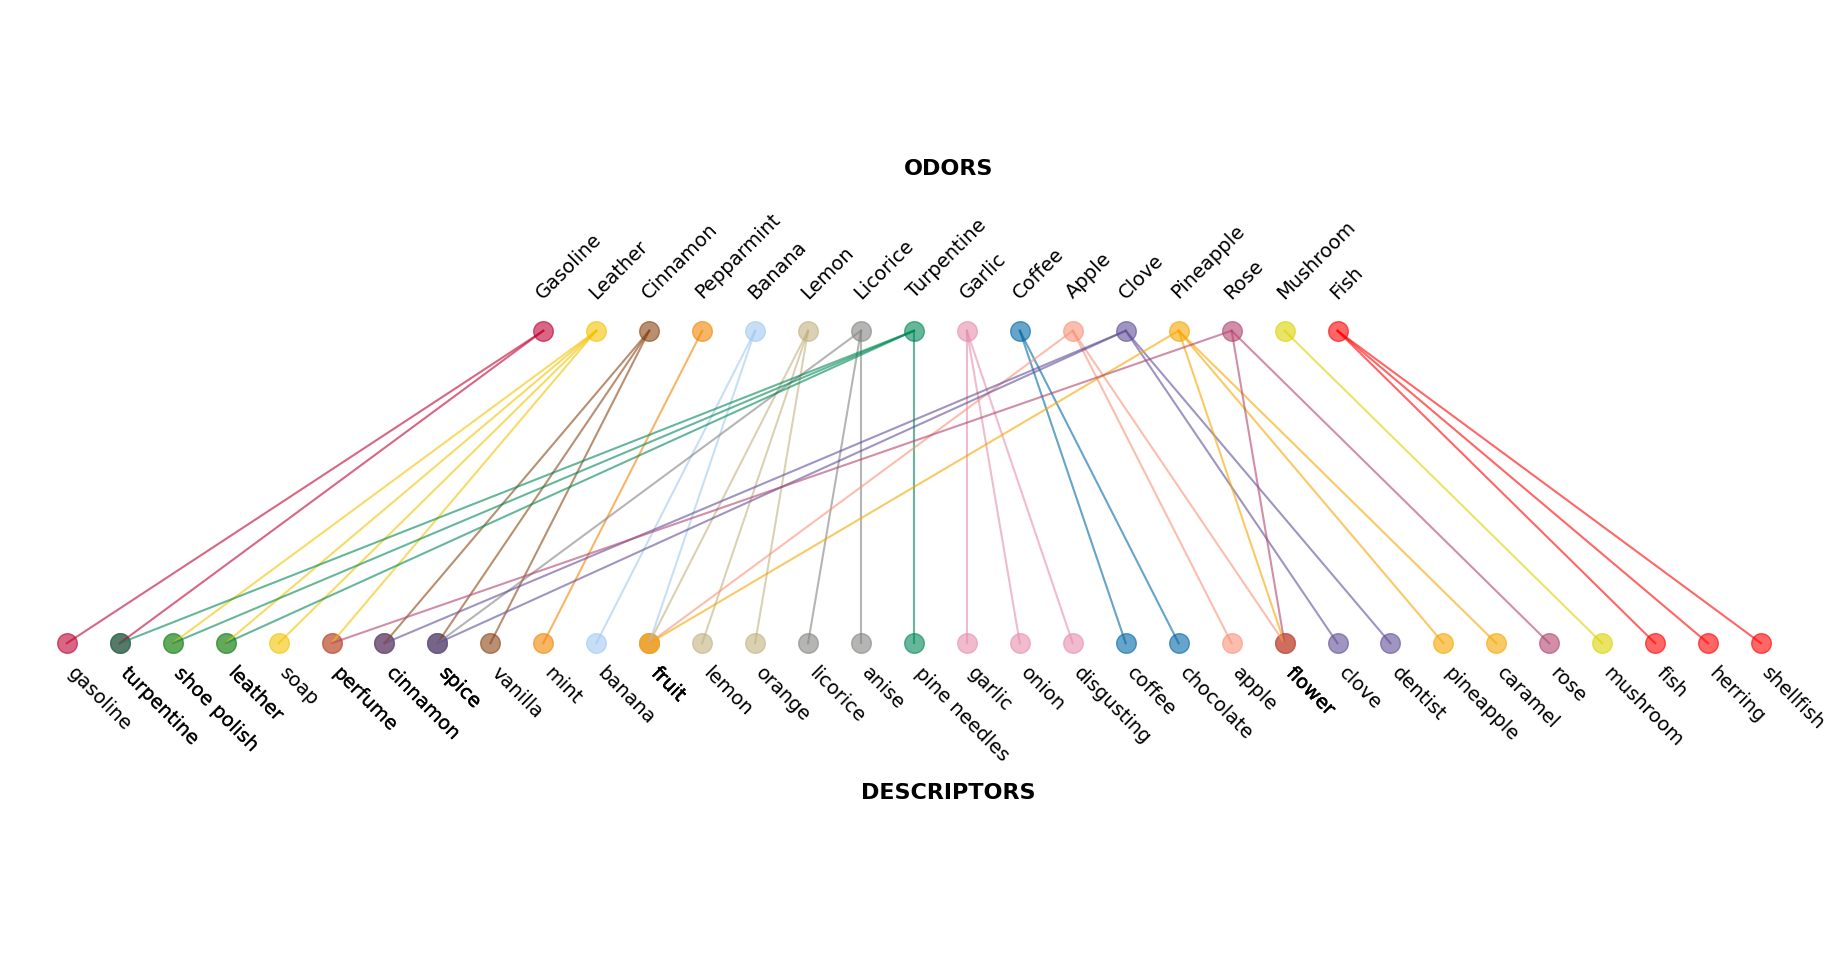 ODORS
Gasoline
Leather
Cinnamon
Pepparmint
Banana
Lemon
Licorice
Turpentine
Garlic
Coffee
Apple
Clove
Pineapple
Rose
Mushroom
Fish
gasoline
turpentine
shoe polish
leather
soap
perfume
cinnamon
spice
vanilla
mint
banana
fruit
lemon
orange
licorice
anise
pine needles
garlic
onion
disgusting
coffee
chocolate
apple
flower
clove
dentist
pineapple
caramel
rose
mushroom
fish
herring
shellfish
DESCRIPTORS